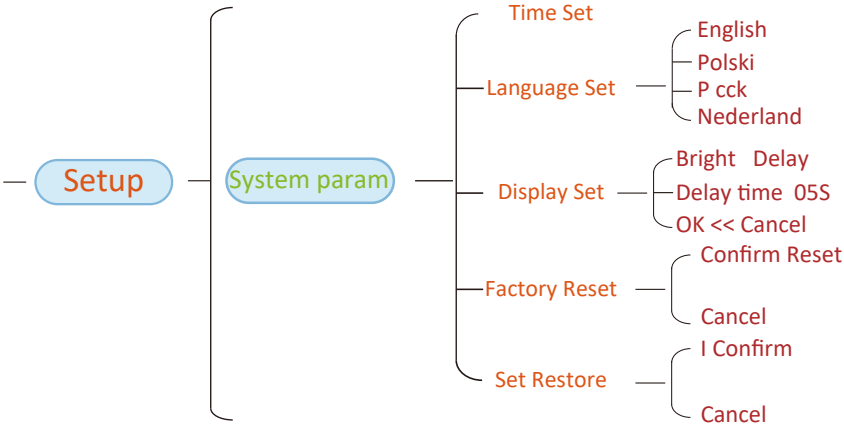 Setup
System param
Time Set
Language Set
English
Polski
P cck
Nederland
Display Set
Bright Delay
Delay time 05S
OK << Cancel
Factory Reset
Confirm Reset
Cancel
Set Restore
I Confirm
Cancel